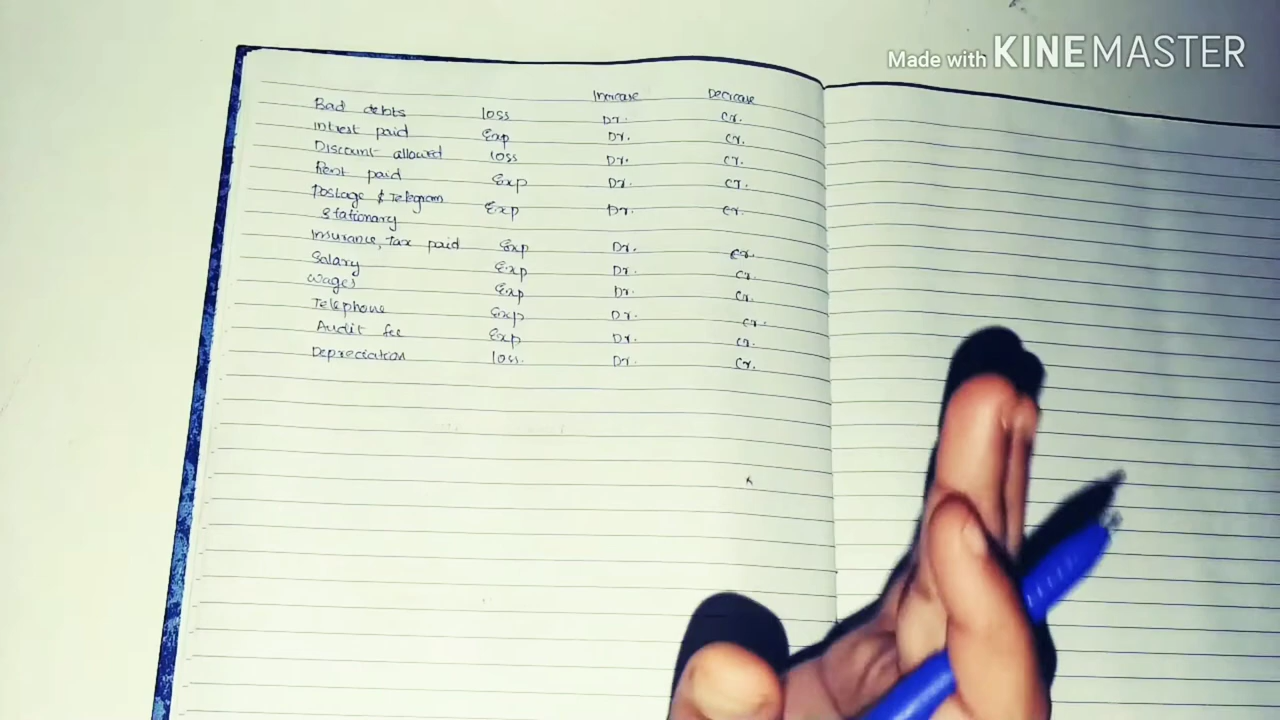 Made with KINEMASTER
Increase Decrease
Bad debts loss Dr. Cr.
Intrest paid Exp Dr. Cr.
Discount allowed loss Dr. Cr.
Rent paid Exp Dr. Cr.
Postage & Telegram Exp Dr. Cr.
Stationary
Insurance, tax paid Exp Dr. Cr.
Salary Exp Dr. Cr.
Wages Exp Dr. Cr.
Telephone Exp Dr. Cr.
Audit fee Exp Dr. Cr.
Depreciation loss. Dr. Cr.